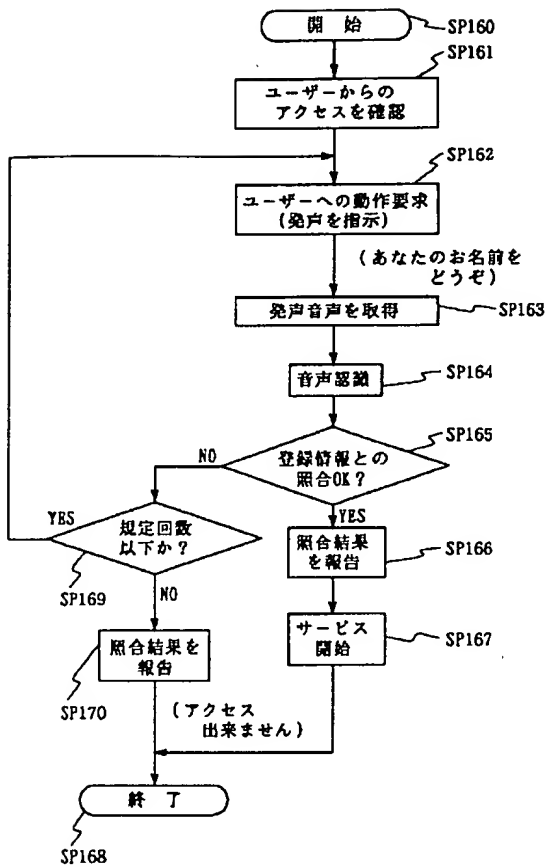 開始
SP160
SP161
ユーザーからの
アクセスを確認
SP162
ユーザーへの動作要求
(発声を指示)
(あなたのお名前を
どうぞ)
発声音声を取得
SP163
音声認識
SP164
SP165
登録情報との
照合OK?
NO
YES
YES
規定回数
以下か?
照合結果
を報告
SP166
SP169
NO
サービス
開始
SP167
照合結果を
報告
SP170
(アクセス
出来ません)
終了
SP168